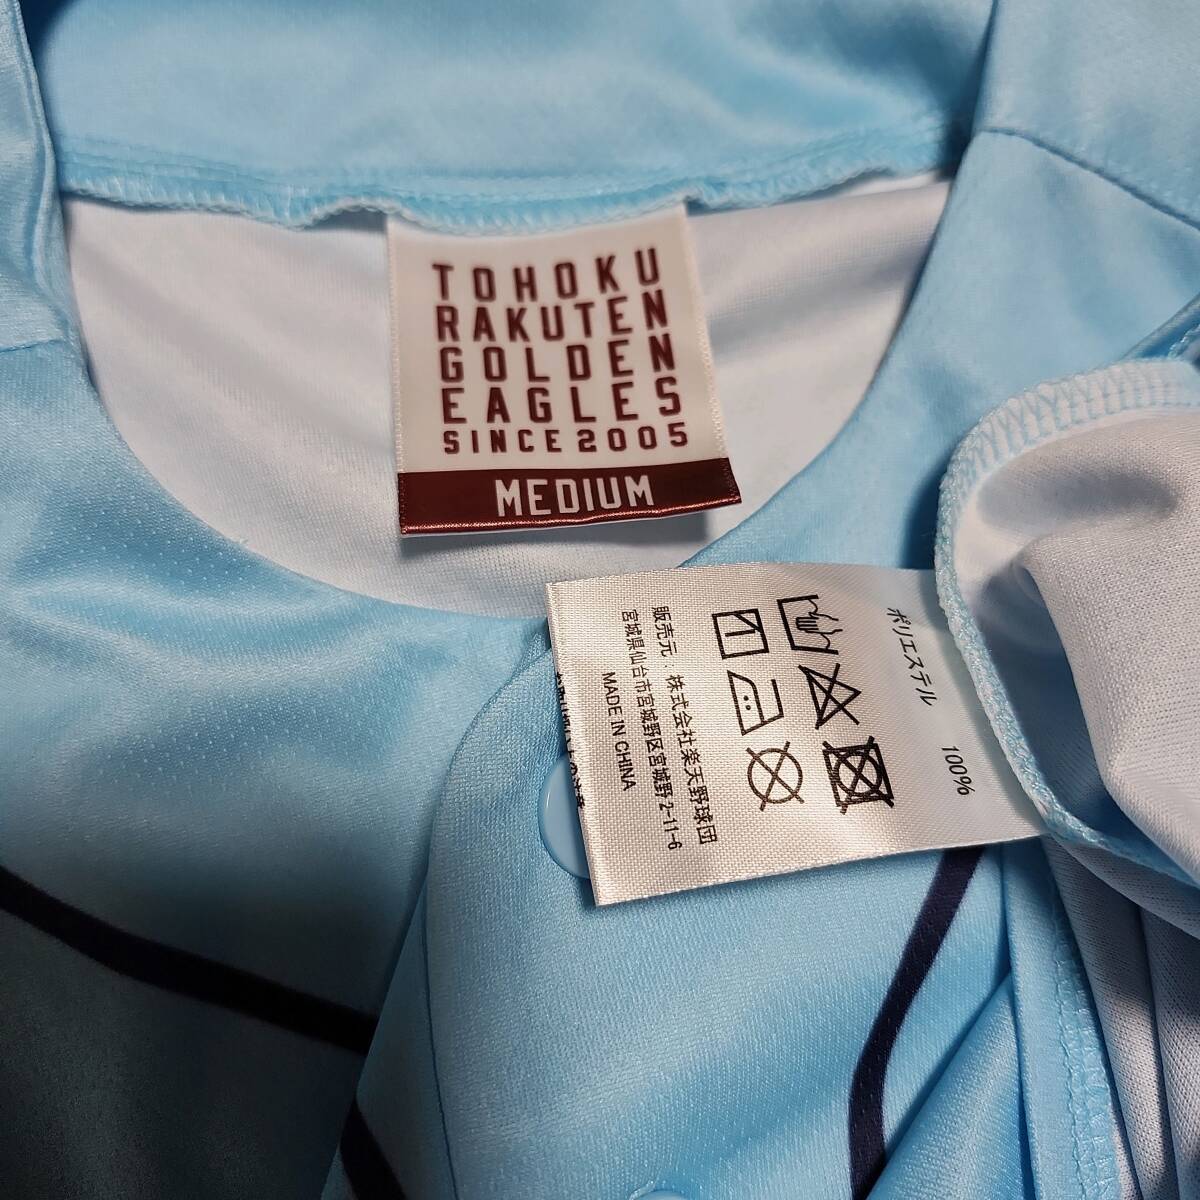 TOHOKU
RAKUTEN
GOLDEN
EAGLES
SINCE 2005
MEDIUM
ポリエステル 100%
販売元：株式会社楽天野球団
宮城県仙台市宮城野区宮城野 2-11-6
MADE IN CHINA